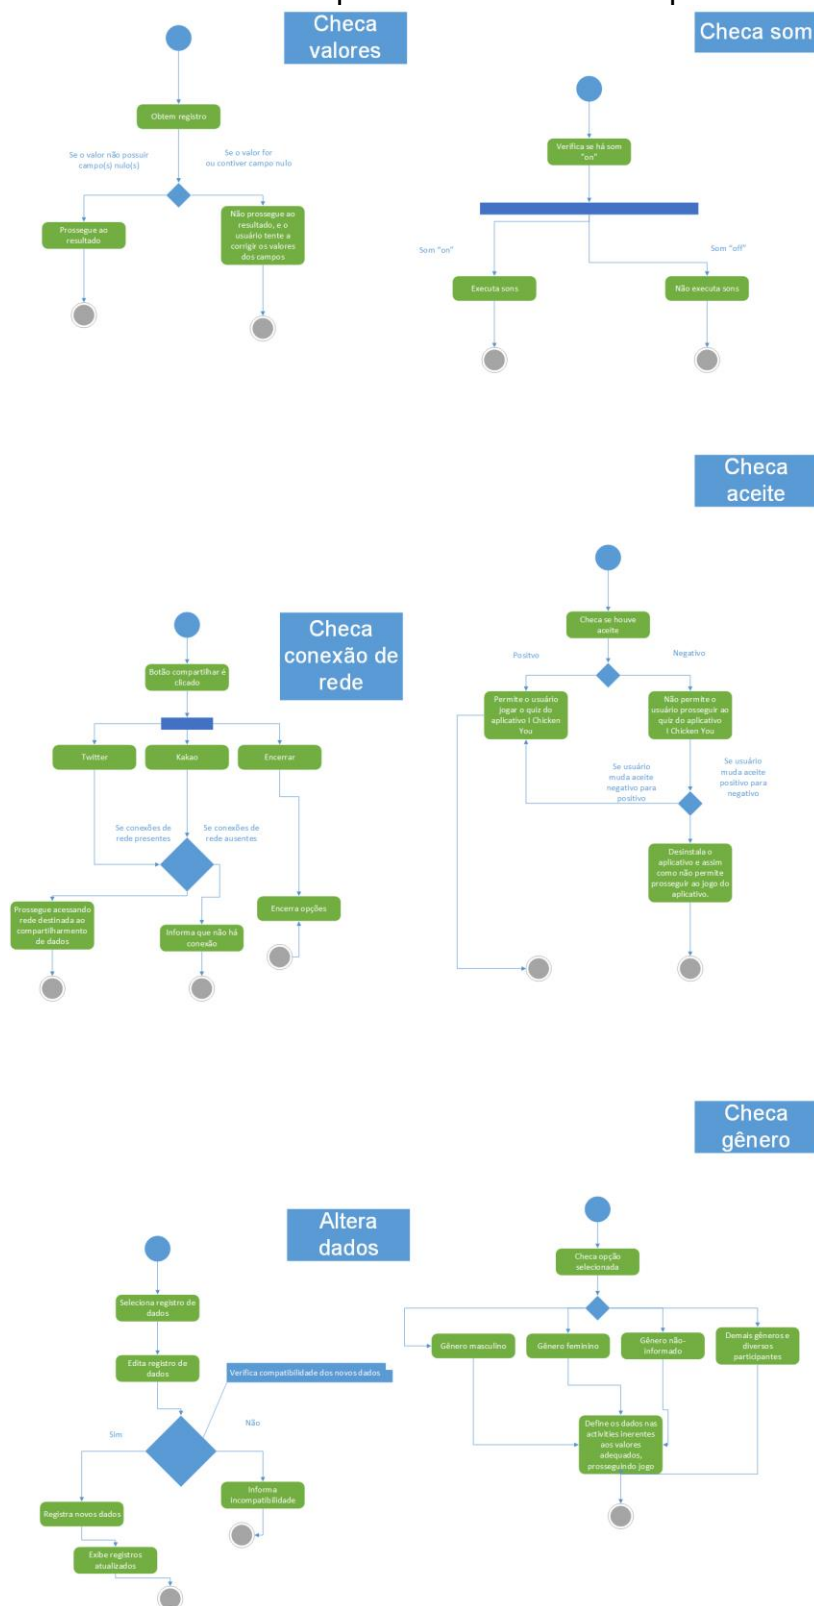 Checa
valores
Obtem registro
Se o valor não possuir
campo(s) nulo(s)
Se o valor for
ou contiver campo nulo
Prossegue ao
resultado
Não prossegue ao
resultado, e o
usuário tente a
corrigir os valores
dos campos
Checa som
Verifica se há som
"on"
Som "on"
Som "off"
Executa sons
Não executa sons
Checa
aceite
Checa se houve
aceite
Positvo
Negativo
Permite o usuário
jogar o quiz do
aplicativo I Chicken
You
Não permite o
usuário prosseguir ao
quiz do aplicativo
I Chicken You
Se usuário
muda aceite
negativo para
positivo
Se usuário
muda aceite
positivo para
negativo
Desinstala o
aplicativo e assim
como não permite
prosseguir ao jogo do
aplicativo.
Checa
conexão de
rede
Botão compartilhar é
clicado
Twitter
Kakao
Encerrar
Se conexões de
rede presentes
Se conexões de
rede ausentes
Prossegue acessando
rede destinada ao
compartilharmento
de dados
Informa que não há
conexão
Encerra opções
Altera
dados
Seleciona registro de
dados
Edita registro de
dados
Verifica compatibilidade dos novos dados
Sim
Não
Registra novos dados
Informa
incompatibilidade
Exibe registros
atualizados
Checa
gênero
Checa opção
selecionada
Gênero masculino
Gênero feminino
Gênero não-
informado
Demais gêneros e
diversos
participantes
Define os dados nas
activities inerentes
aos valores
adequados,
prosseguindo jogo